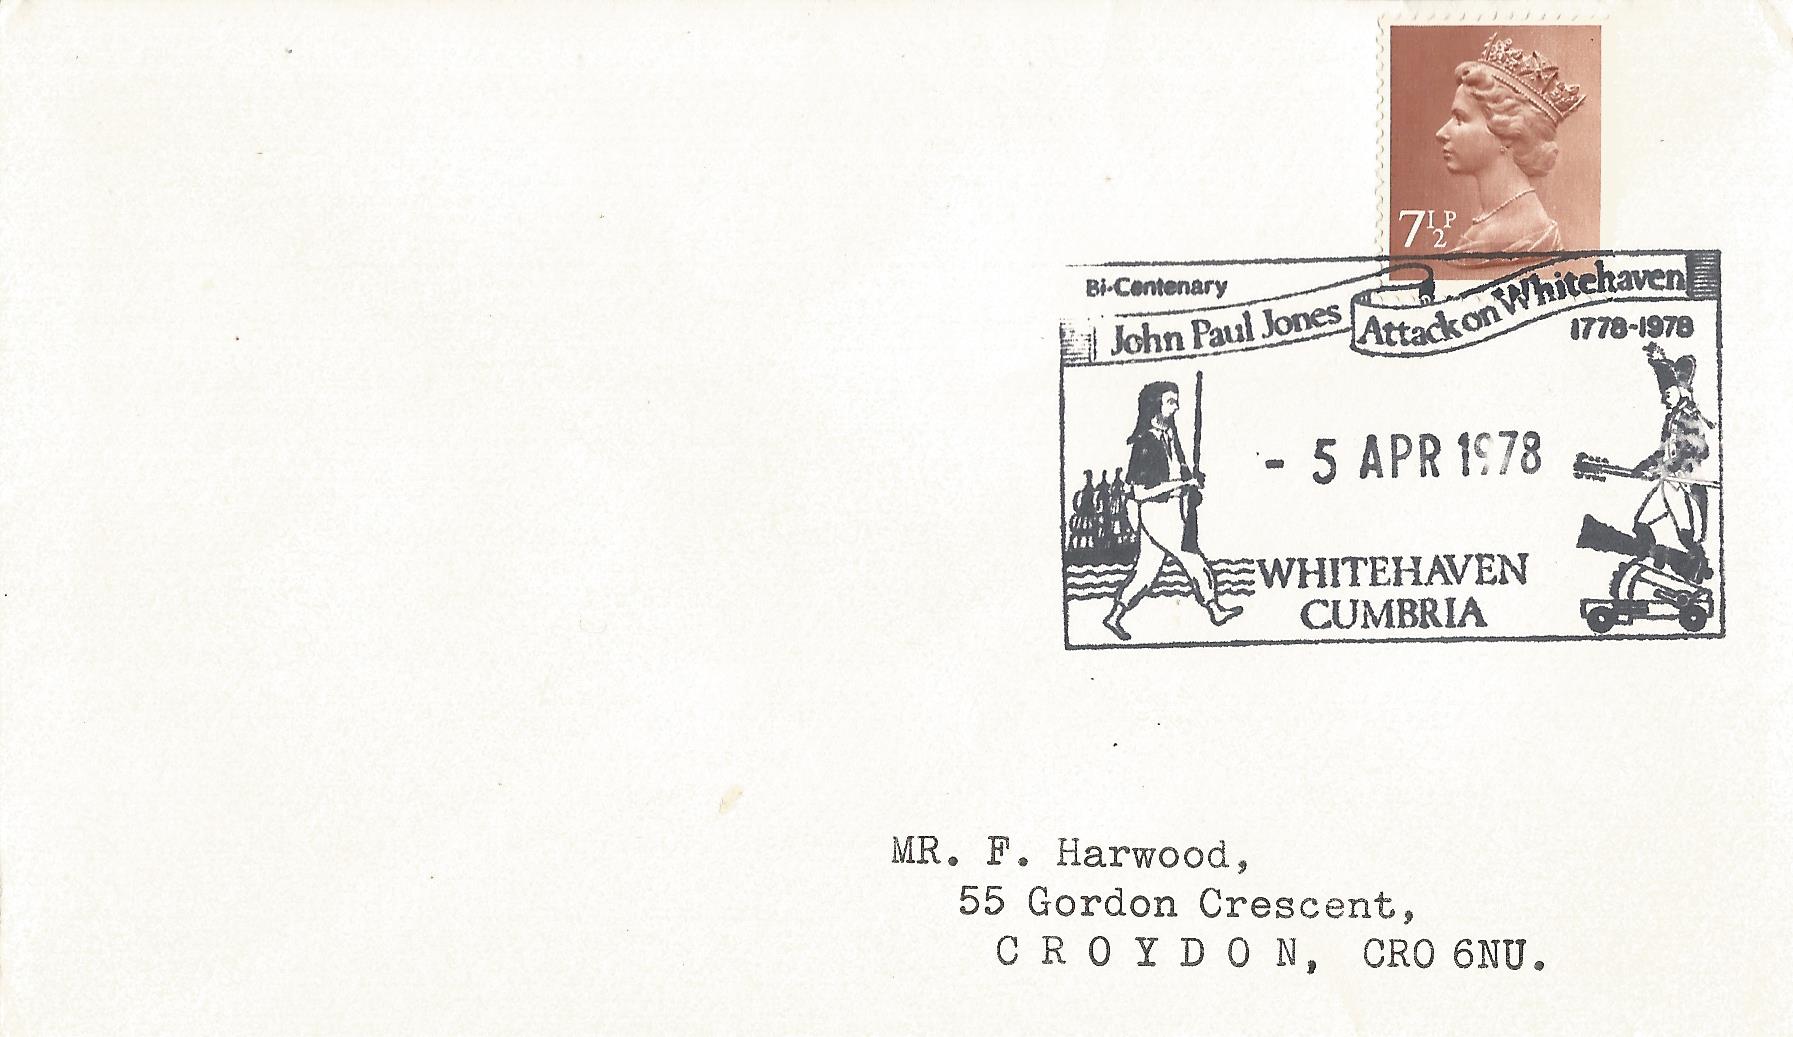 7½P
Bi-Centenary
John Paul Jones Attack on Whitehaven
1778-1978
- 5 APR 1978
WHITEHAVEN
CUMBRIA
MR. F. Harwood,
55 Gordon Crescent,
C R O Y D O N, CRO 6NU.